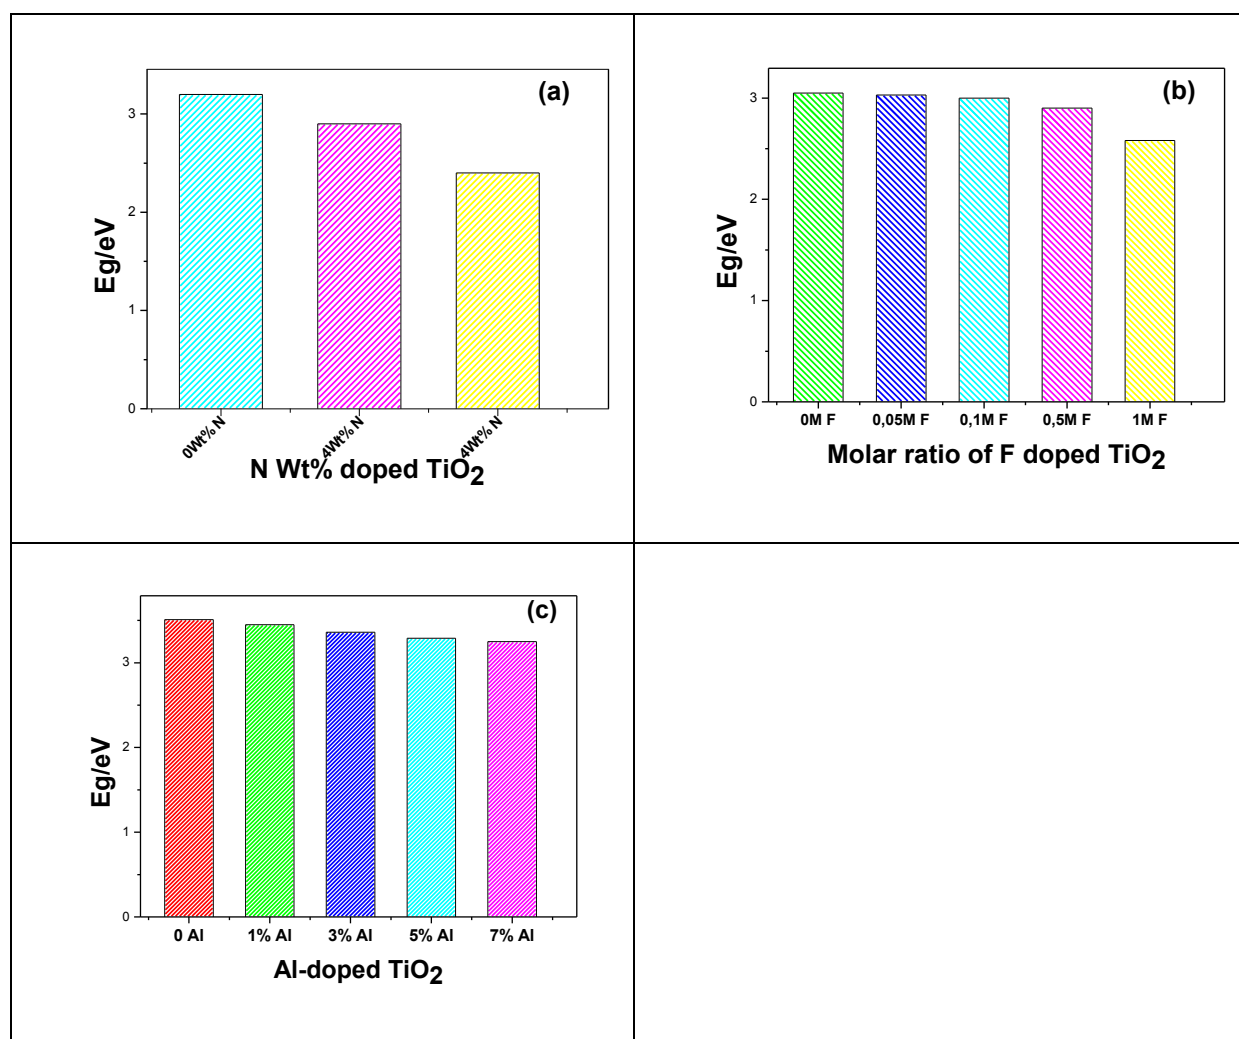 (a)
Eg/eV
3
2
1
0
0Wt% N
4Wt% N
4Wt% N
N Wt% doped TiO2
(b)
Eg/eV
3
2
1
0
0M F 0,05M F 0,1M F 0,5M F 1M F
Molar ratio of F doped TiO2
(c)
Eg/eV
3
2
1
0
0 Al 1% Al 3% Al 5% Al 7% Al
Al-doped TiO2